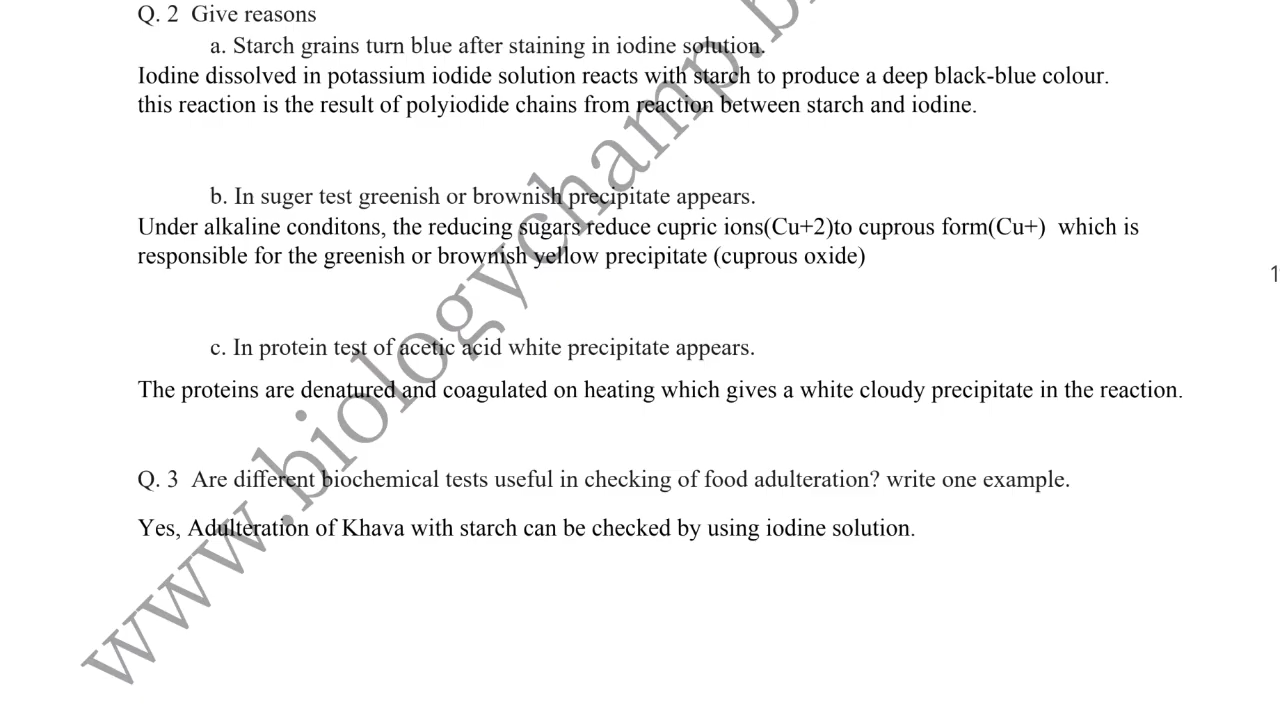 Q. 2 Give reasons
a. Starch grains turn blue after staining in iodine solution.
Iodine dissolved in potassium iodide solution reacts with starch to produce a deep black-blue colour.
this reaction is the result of polyiodide chains from reaction between starch and iodine.
b. In suger test greenish or brownish precipitate appears.
Under alkaline conditons, the reducing sugars reduce cupric ions(Cu+2)to cuprous form(Cu+) which is
responsible for the greenish or brownish yellow precipitate (cuprous oxide)
1
c. In protein test of acetic acid white precipitate appears.
The proteins are denatured and coagulated on heating which gives a white cloudy precipitate in the reaction.
Q. 3 Are different biochemical tests useful in checking of food adulteration? write one example.
Yes, Adulteration of Khava with starch can be checked by using iodine solution.
www.biologychamp.b